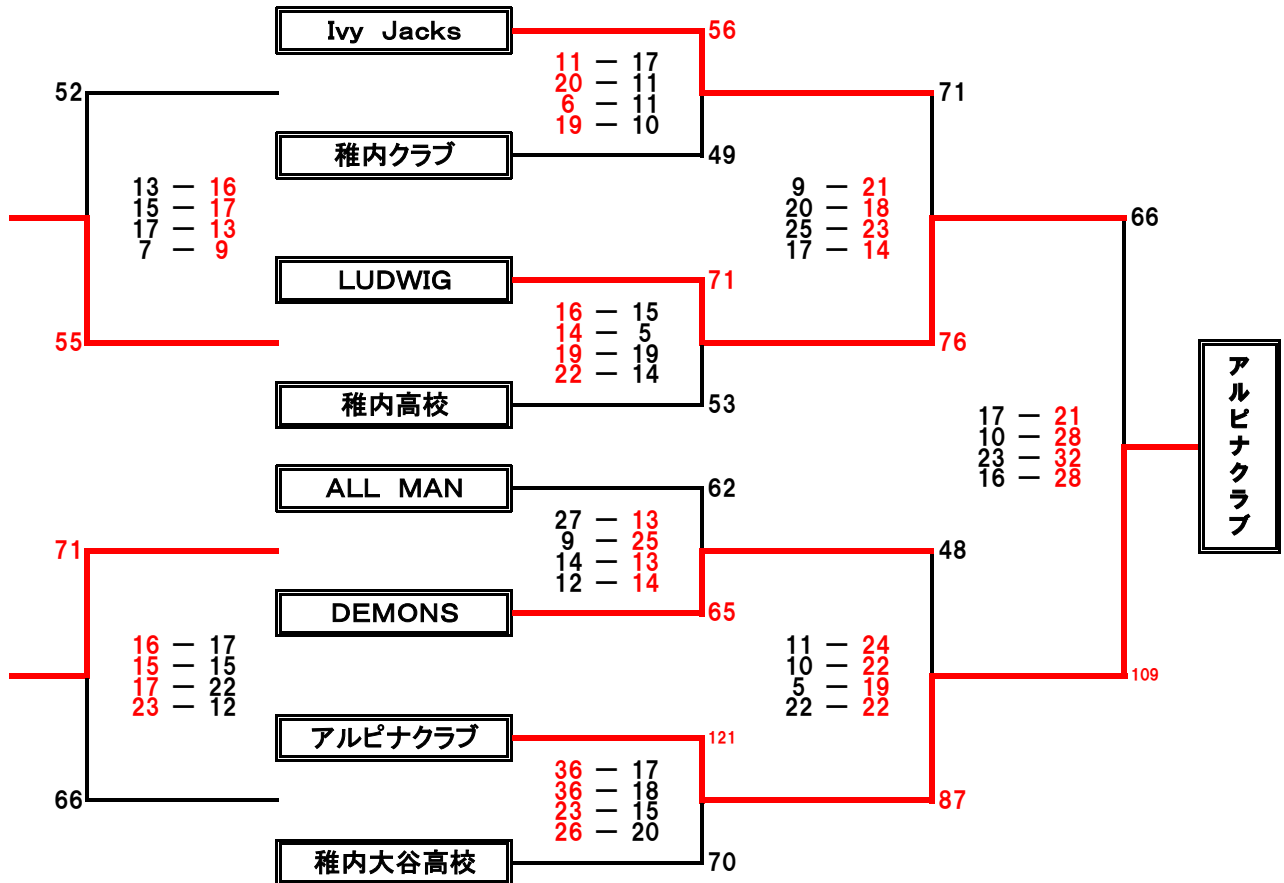 Ivy Jacks
56
11 － 17
20 － 11
6 － 11
19 － 10
52
71
稚内クラブ
49
13 － 16
15 － 17
17 － 13
7 － 9
9 － 21
20 － 18
25 － 23
17 － 14
66
LUDWIG
71
16 － 15
14 － 5
19 － 19
22 － 14
55
76
稚内高校
53
アルピナクラブ
17 － 21
10 － 28
23 － 32
16 － 28
ALL MAN
62
27 － 13
9 － 25
14 － 13
12 － 14
71
48
DEMONS
65
16 － 17
15 － 15
17 － 22
23 － 12
11 － 24
10 － 22
5 － 19
22 － 22
109
アルピナクラブ
121
36 － 17
36 － 18
23 － 15
26 － 20
66
87
稚内大谷高校
70